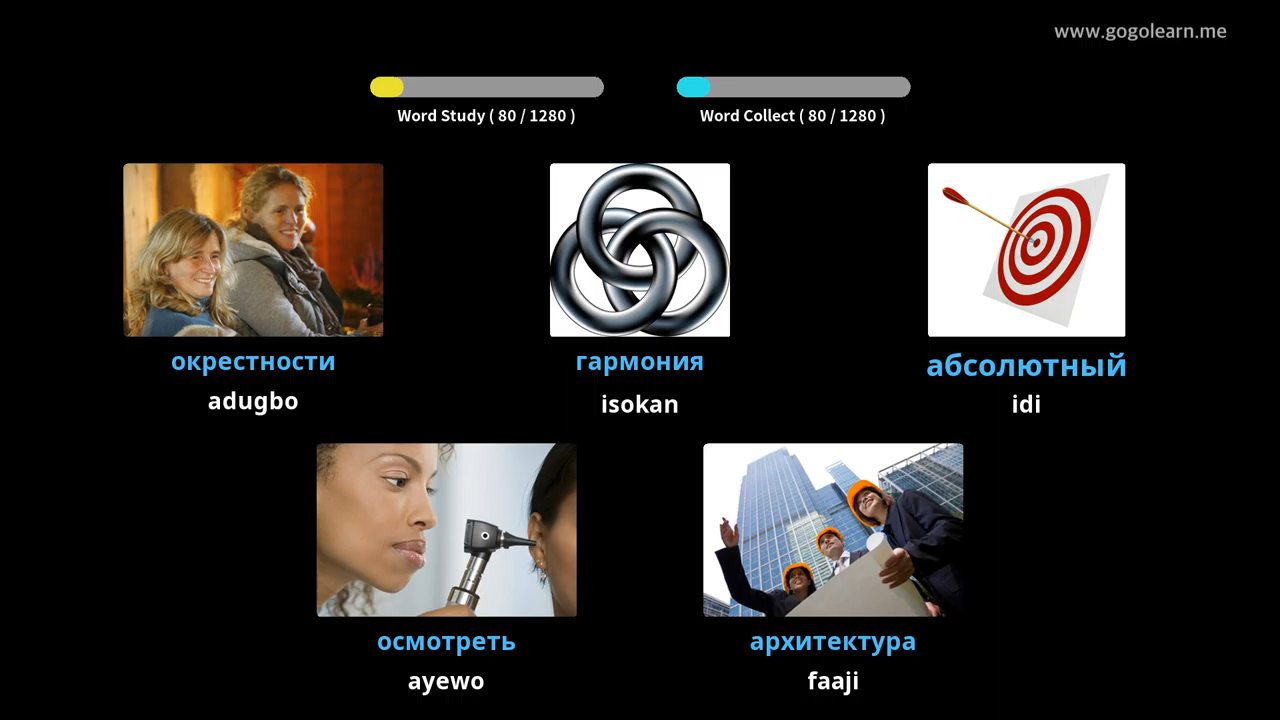 www.gogolearn.me
Word Study ( 80 / 1280 )
Word Collect ( 80 / 1280 )
окрестности
adugbo
гармония
isokan
абсолютный
idi
осмотреть
ayewo
архитектура
faaji